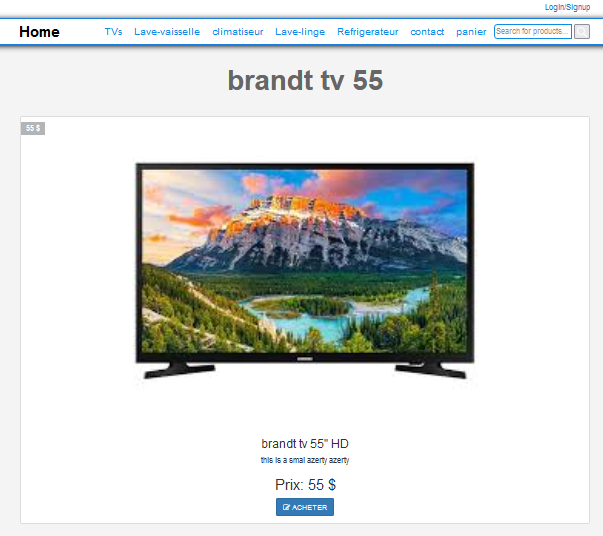 Login/Signup
Home TVs Lave-vaisselle climatiseur Lave-linge Refrigerateur contact panier Search for products...
brandt tv 55
55 $
SAMSUNG
brandt tv 55" HD
this is a smal azerty azerty
Prix: 55 $
ACHETER